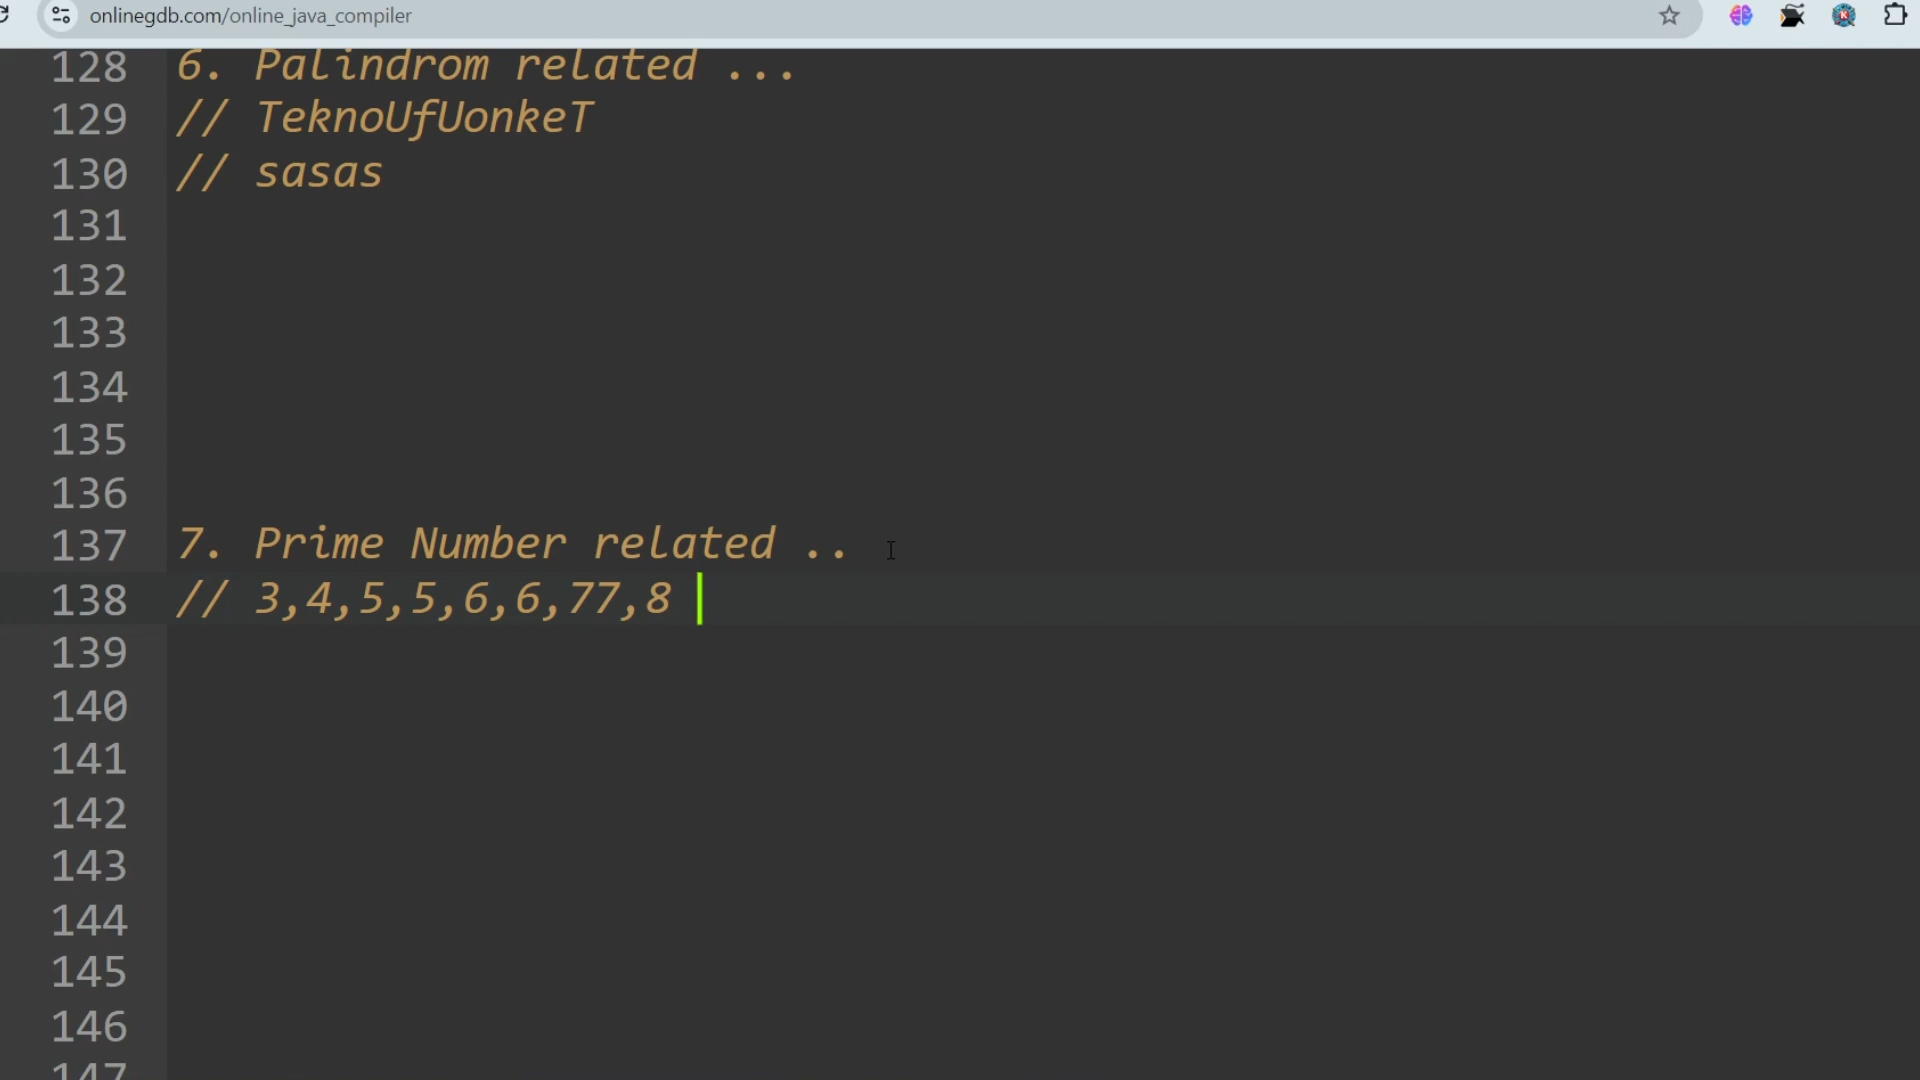 onlinegdb.com/online_java_compiler
128 6. Palindrom related ...
129 // TeknoUfUonkeT
130 // sasas
131
132
133
134
135
136
137 7. Prime Number related ..
138 // 3,4,5,5,6,6,77,8
139
140
141
142
143
144
145
146
147